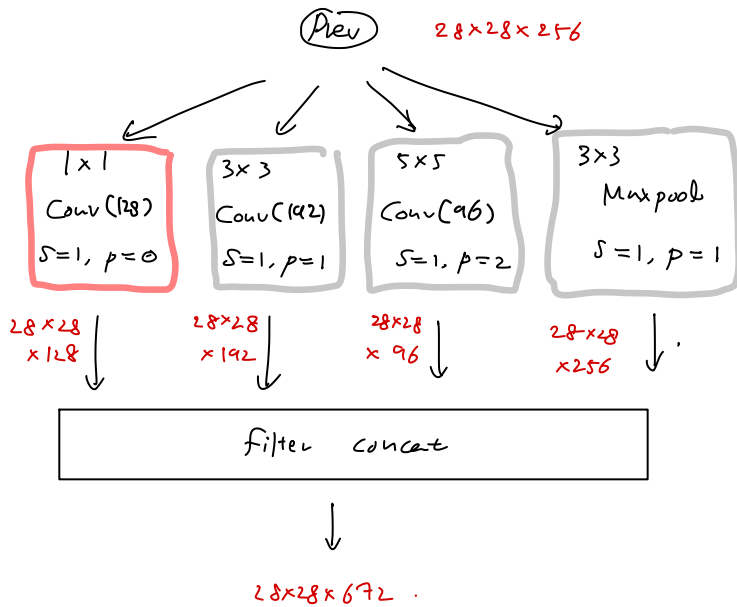 Prev
28×28×256
1×1
Conv(128)
S=1, p=0
3×3
Conv(192)
S=1, p=1
5×5
Conv(96)
S=1, p=2
3×3
Maxpool
S=1, p=1
28×28
×128
28×28
×192
28×28
× 96
28×28
×256
filter concat
28×28×672